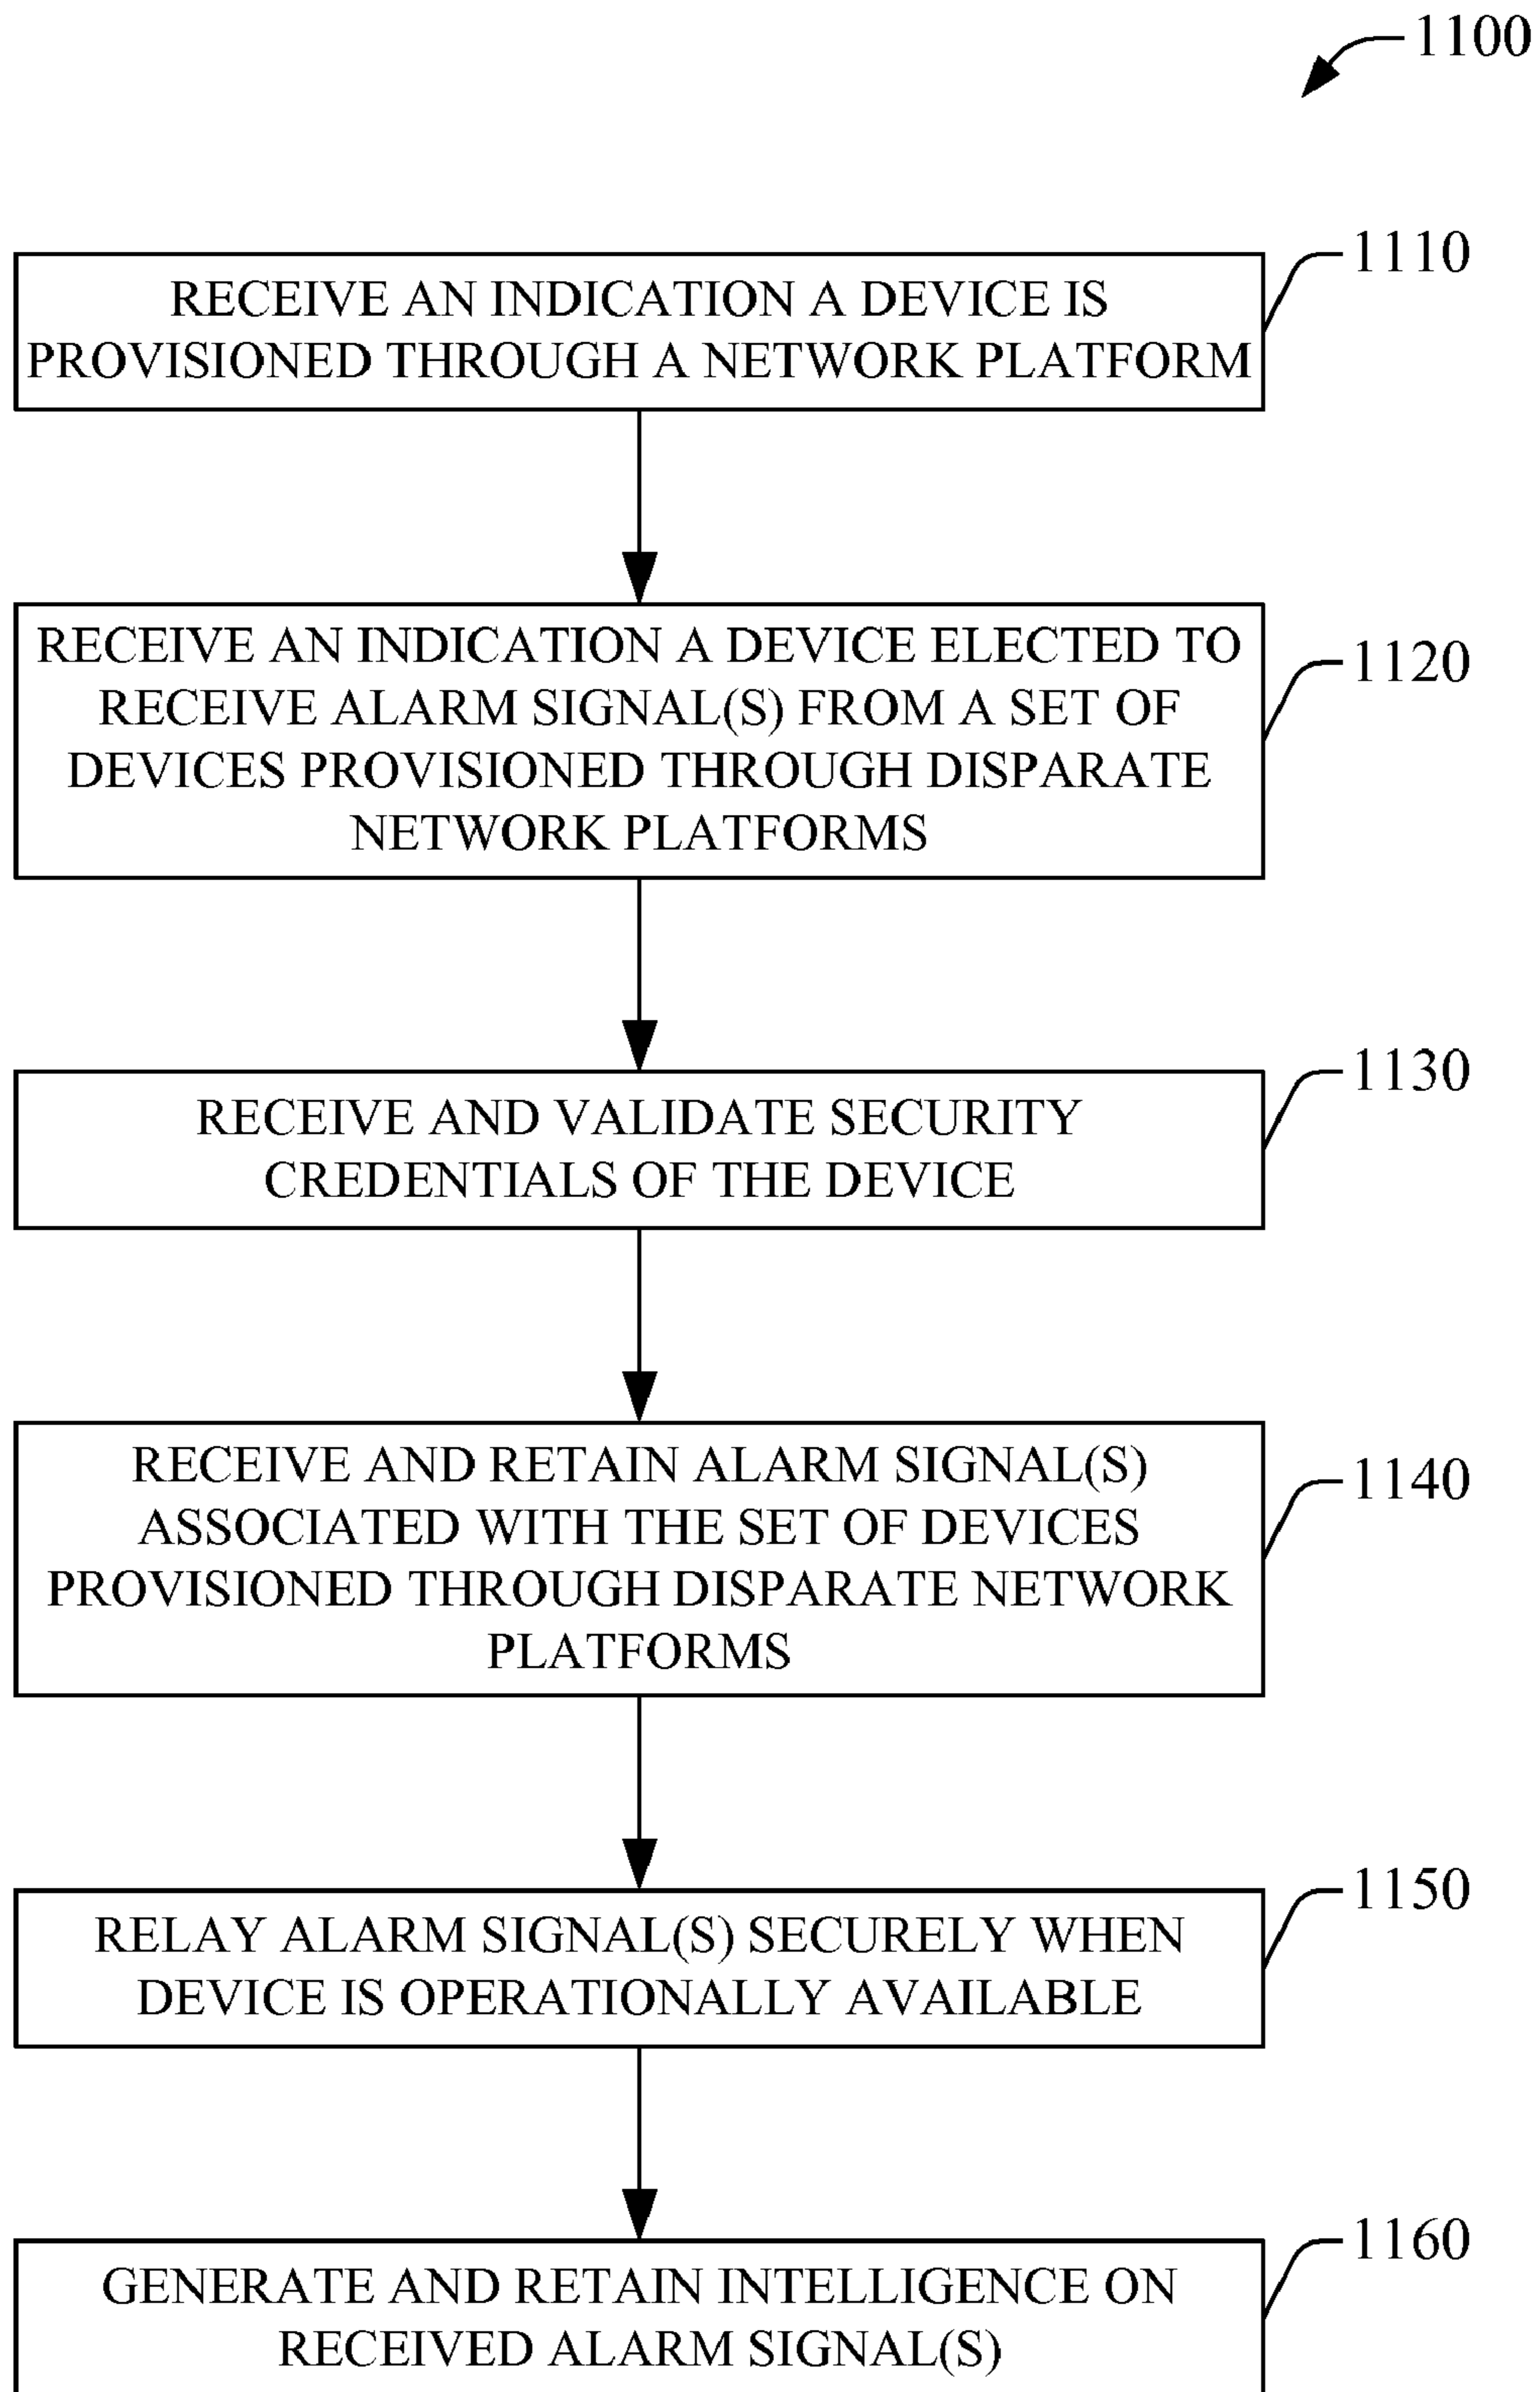 1100
1110
RECEIVE AN INDICATION A DEVICE IS
PROVISIONED THROUGH A NETWORK PLATFORM
1120
RECEIVE AN INDICATION A DEVICE ELECTED TO
RECEIVE ALARM SIGNAL(S) FROM A SET OF
DEVICES PROVISIONED THROUGH DISPARATE
NETWORK PLATFORMS
1130
RECEIVE AND VALIDATE SECURITY
CREDENTIALS OF THE DEVICE
1140
RECEIVE AND RETAIN ALARM SIGNAL(S)
ASSOCIATED WITH THE SET OF DEVICES
PROVISIONED THROUGH DISPARATE NETWORK
PLATFORMS
1150
RELAY ALARM SIGNAL(S) SECURELY WHEN
DEVICE IS OPERATIONALLY AVAILABLE
1160
GENERATE AND RETAIN INTELLIGENCE ON
RECEIVED ALARM SIGNAL(S)